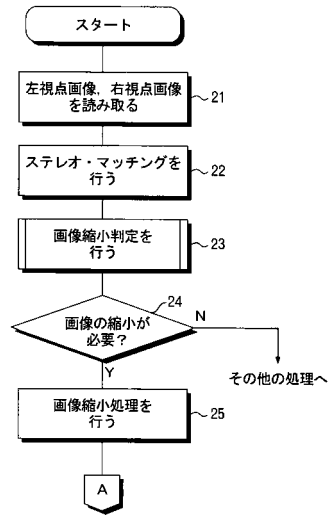 スタート
左視点画像，右視点画像
を読み取る
21
ステレオ・マッチングを
行う
22
画像縮小判定を
行う
23
24
画像の縮小が
必要？
N
その他の処理へ
Y
画像縮小処理を
行う
25
A